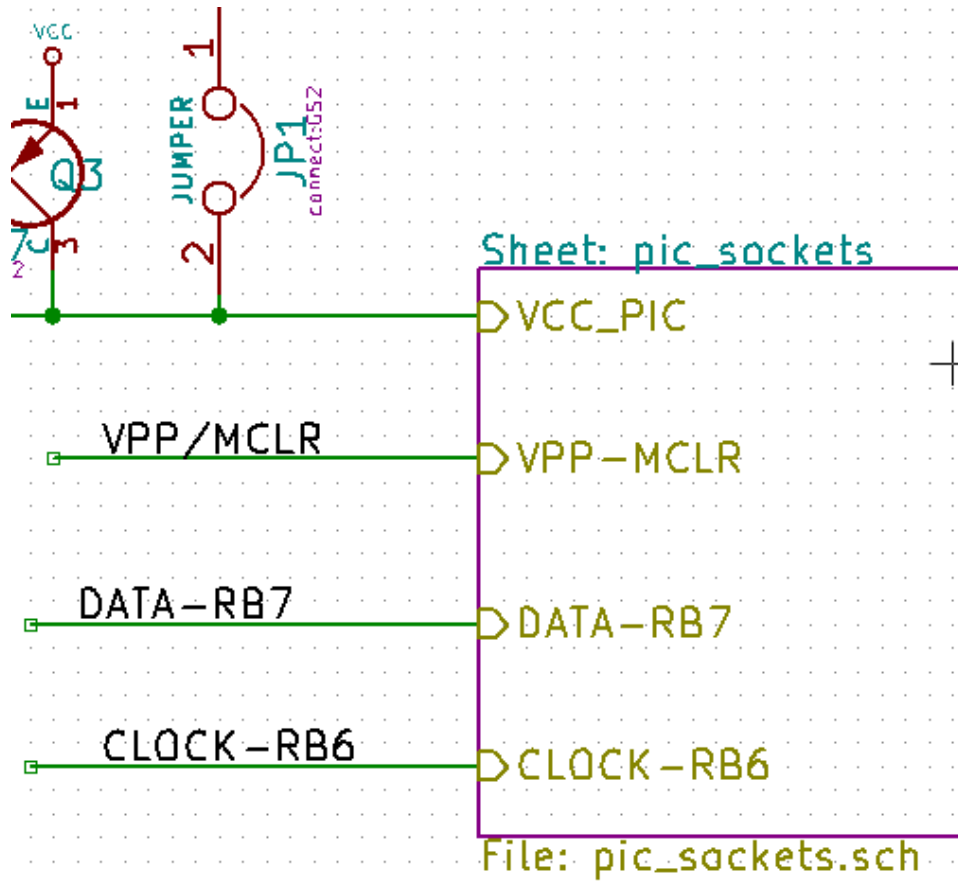 VCC
E
1
Q3
C
3
7
2
1
JUMPER
JP1
connect:GS2
2
Sheet: pic_sockets
VCC_PIC
VPP/MCLR
VPP-MCLR
DATA-RB7
DATA-RB7
CLOCK-RB6
CLOCK-RB6
File: pic_sockets.sch